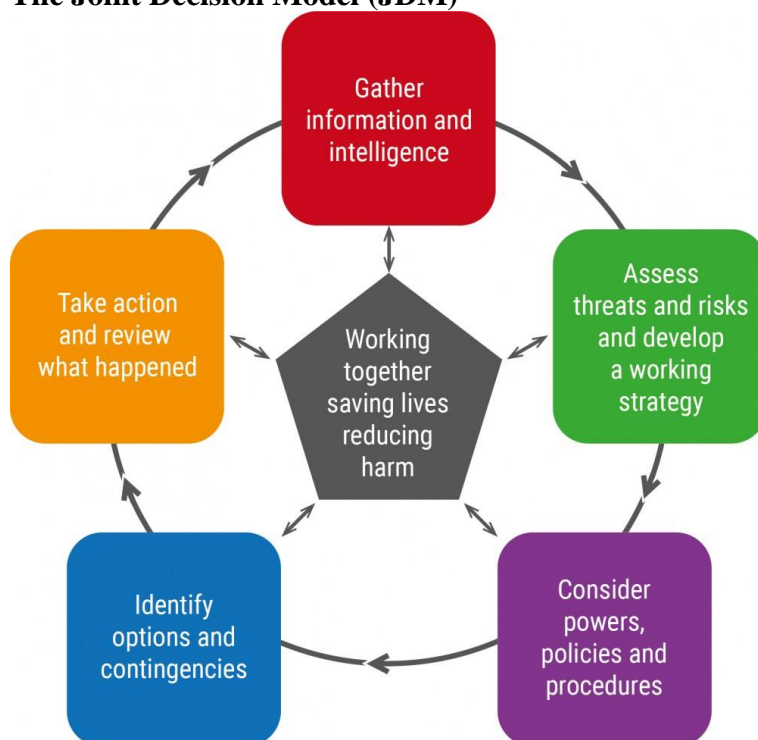 The Joint Decision Model (JDM)
Gather
information and
intelligence
Assess
threats and risks
and develop
a working
strategy
Consider
powers,
policies and
procedures
Identify
options and
contingencies
Take action
and review
what happened
Working
together
saving lives
reducing
harm